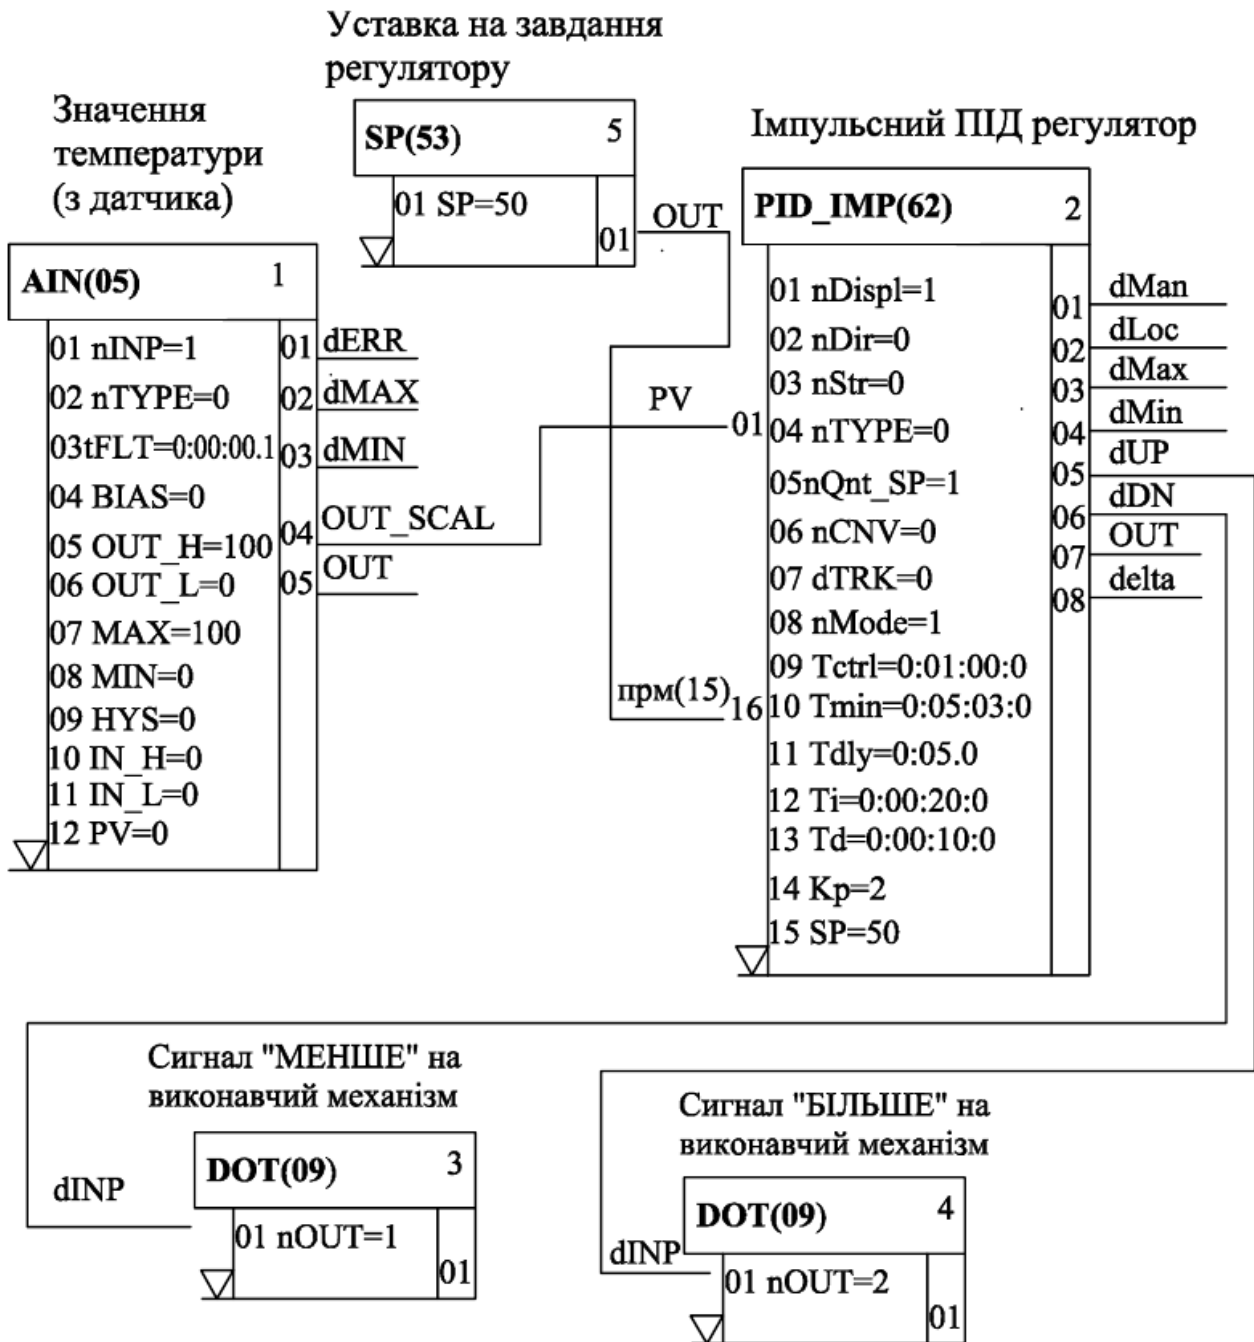 Уставка на завдання
регулятору
SP(53) 5
01 SP=50
01
OUT
Значення
температури
(з датчика)
AIN(05) 1
01 nINP=1
02 nTYPE=0
03tFLT=0:00:00.1
04 BIAS=0
05 OUT_H=100
06 OUT_L=0
07 MAX=100
08 MIN=0
09 HYS=0
10 IN_H=0
11 IN_L=0
12 PV=0
01 dERR
02 dMAX
03 dMIN
04 OUT_SCAL
05 OUT
Імпульсний ПІД регулятор
PID_IMP(62) 2
PV
01
прм(15) 16
01 nDispl=1
02 nDir=0
03 nStr=0
04 nTYPE=0
05nQnt_SP=1
06 nCNV=0
07 dTRK=0
08 nMode=1
09 Tctrl=0:01:00:0
10 Tmin=0:05:03:0
11 Tdly=0:05.0
12 Ti=0:00:20:0
13 Td=0:00:10:0
14 Kp=2
15 SP=50
01 dMan
02 dLoc
03 dMax
04 dMin
05 dUP
06 dDN
07 OUT
08 delta
Сигнал "МЕНШЕ" на
виконавчий механізм
dINP
DOT(09) 3
01 nOUT=1
01
Сигнал "БІЛЬШЕ" на
виконавчий механізм
dINP
DOT(09) 4
01 nOUT=2
01